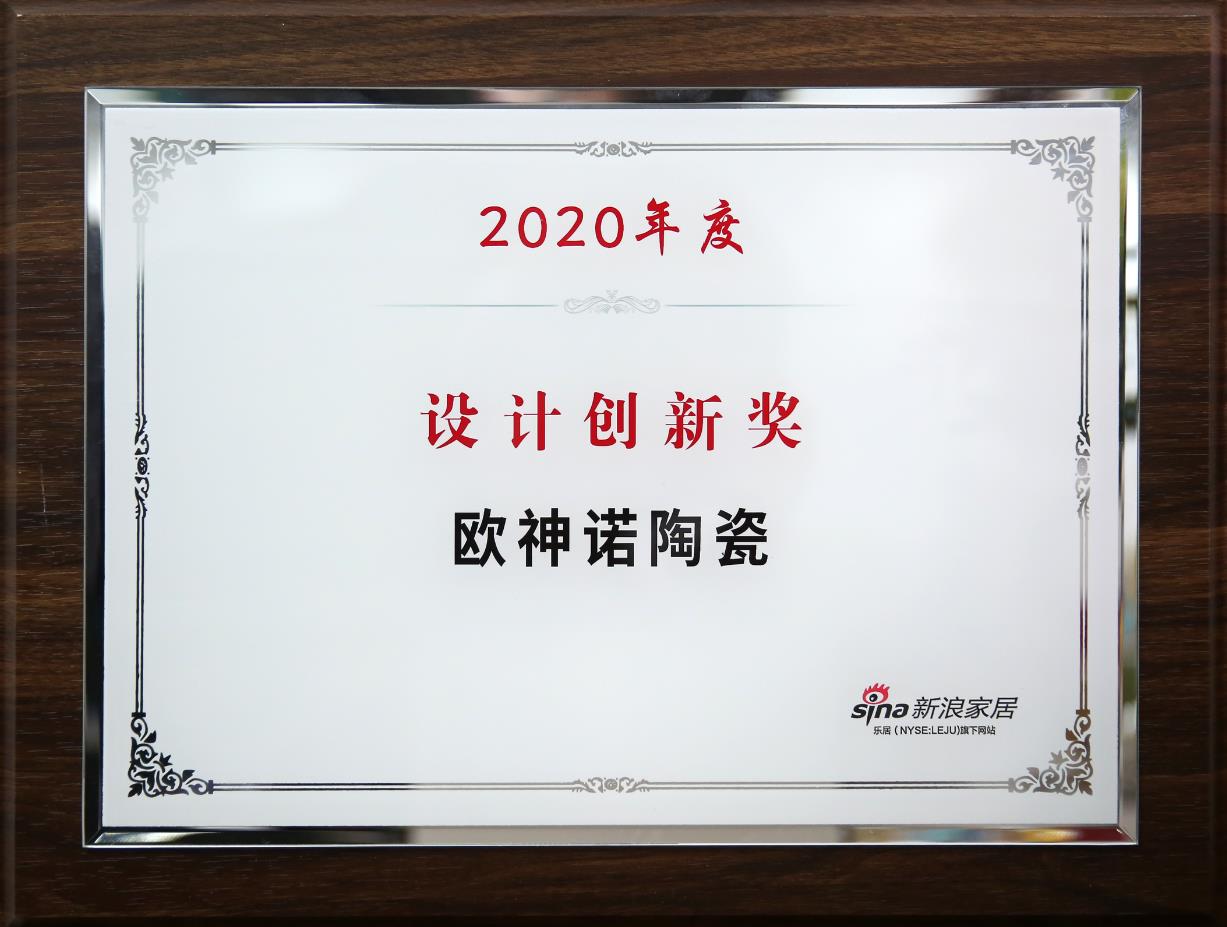 2020年度
设计创新奖
欧神诺陶瓷
sina新浪家居
乐居(NYSE:LEJU)旗下网站